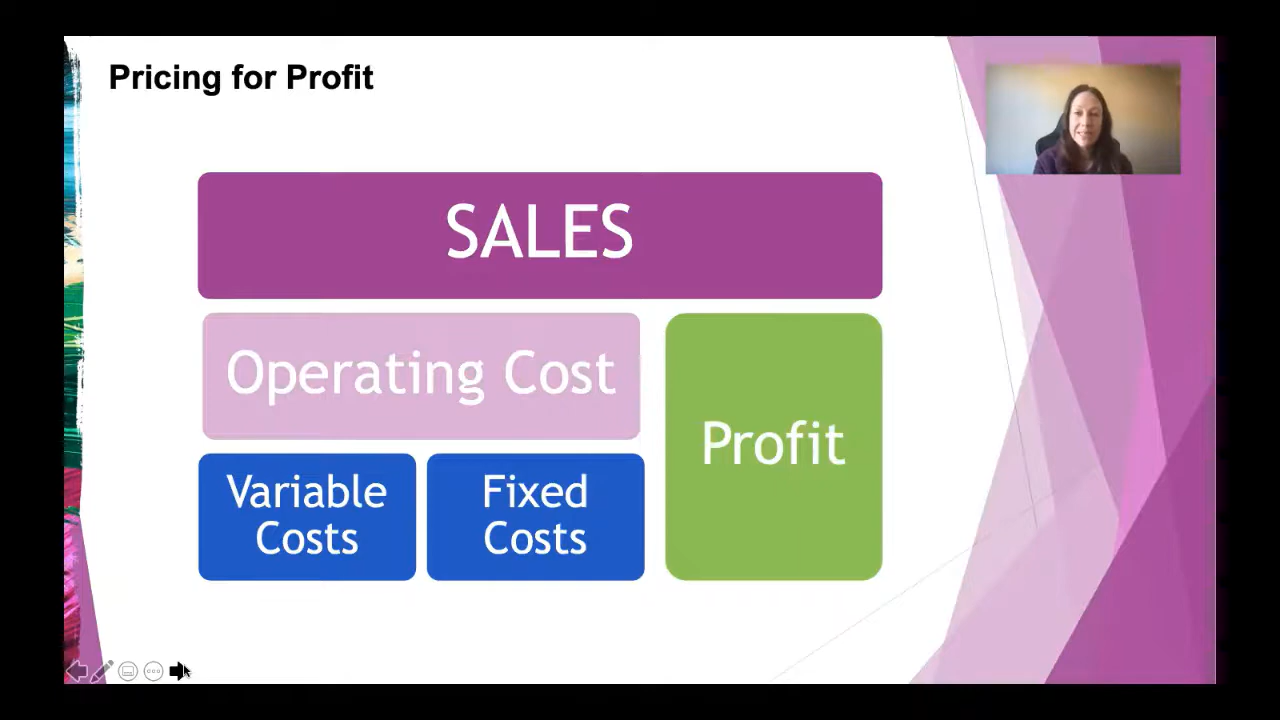 Pricing for Profit
SALES
Operating Cost
Profit
Variable
Costs
Fixed
Costs